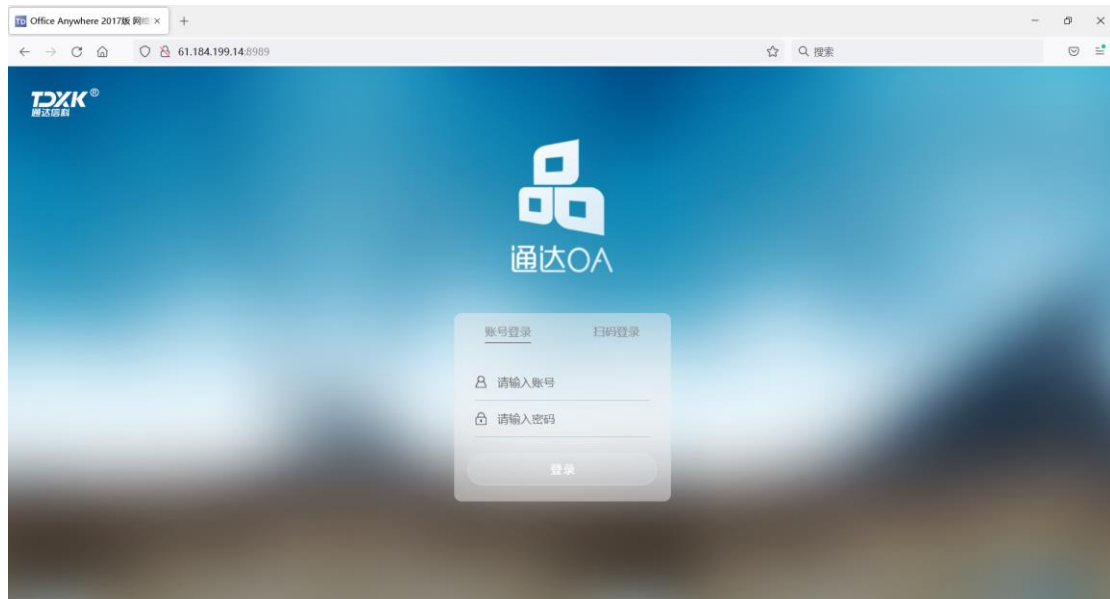 Office Anywhere 2017版 网络
61.184.199.14:8989
搜索
TDXK®
通达信科
通达OA
账号登录 扫码登录
请输入账号
请输入密码
登录